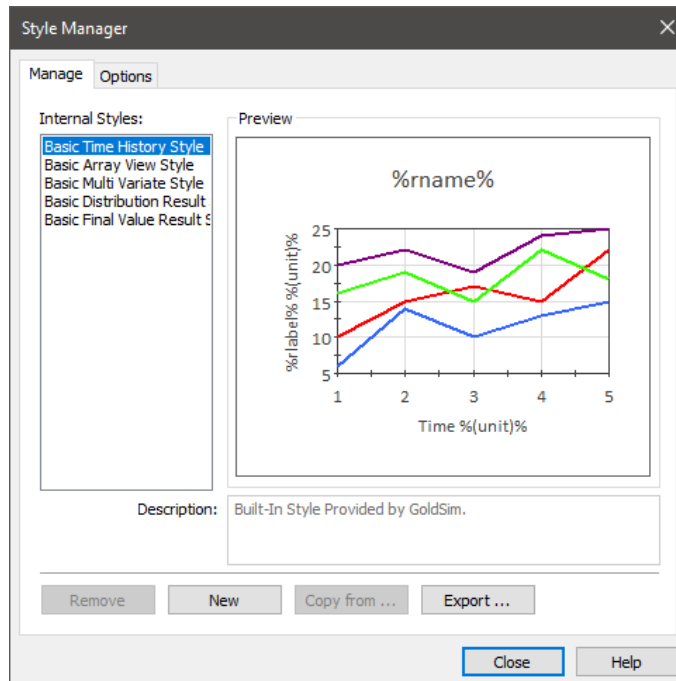 Style Manager
Manage
Options
Internal Styles:
Basic Time History Style
Basic Array View Style
Basic Multi Variate Style
Basic Distribution Result
Basic Final Value Result S
Preview
%rname%
%rlabel% %(unit)%
25
20
15
10
5
1 2 3 4 5
Time %(unit)%
Description:
Built-In Style Provided by GoldSim.
Remove
New
Copy from ...
Export ...
Close
Help